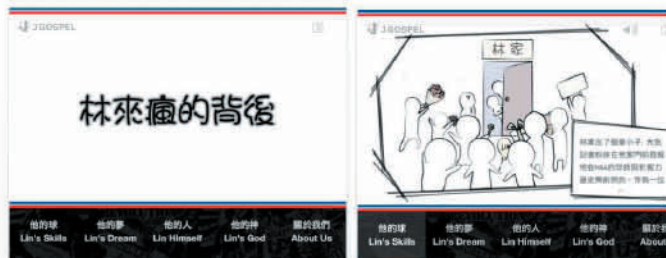 JGOSPEL
林來瘋的背後
他的球 他的夢 他的人 他的神 關於我們
Lin's Skills Lin's Dream Lin Himself Lin's God About Us
JGOSPEL
林家
他的球 他的夢 他的人 他的神
Lin's Skills Lin's Dream Lin Himself Lin's God About